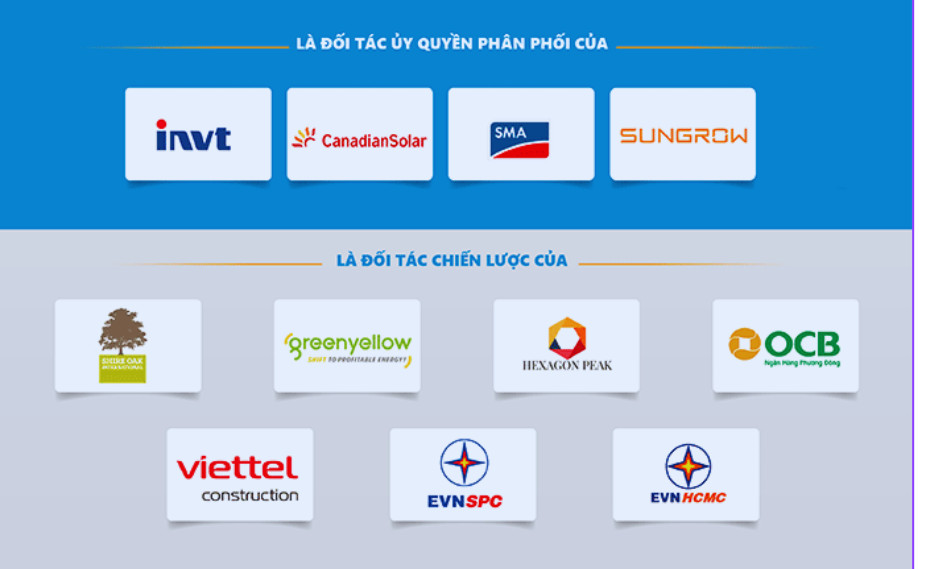 LÀ ĐỐI TÁC ỦY QUYỀN PHÂN PHỐI CỦA
invt
CanadianSolar
SMA
SUNGROW
LÀ ĐỐI TÁC CHIẾN LƯỢC CỦA
SHIRE OAK
INTERNATIONAL
greenyellow
SHIFT TO PROFITABLE ENERGY!
HEXAGON PEAK
OCB
Ngân Hàng Phương Đông
viettel
construction
EVNSPC
EVNHCMC